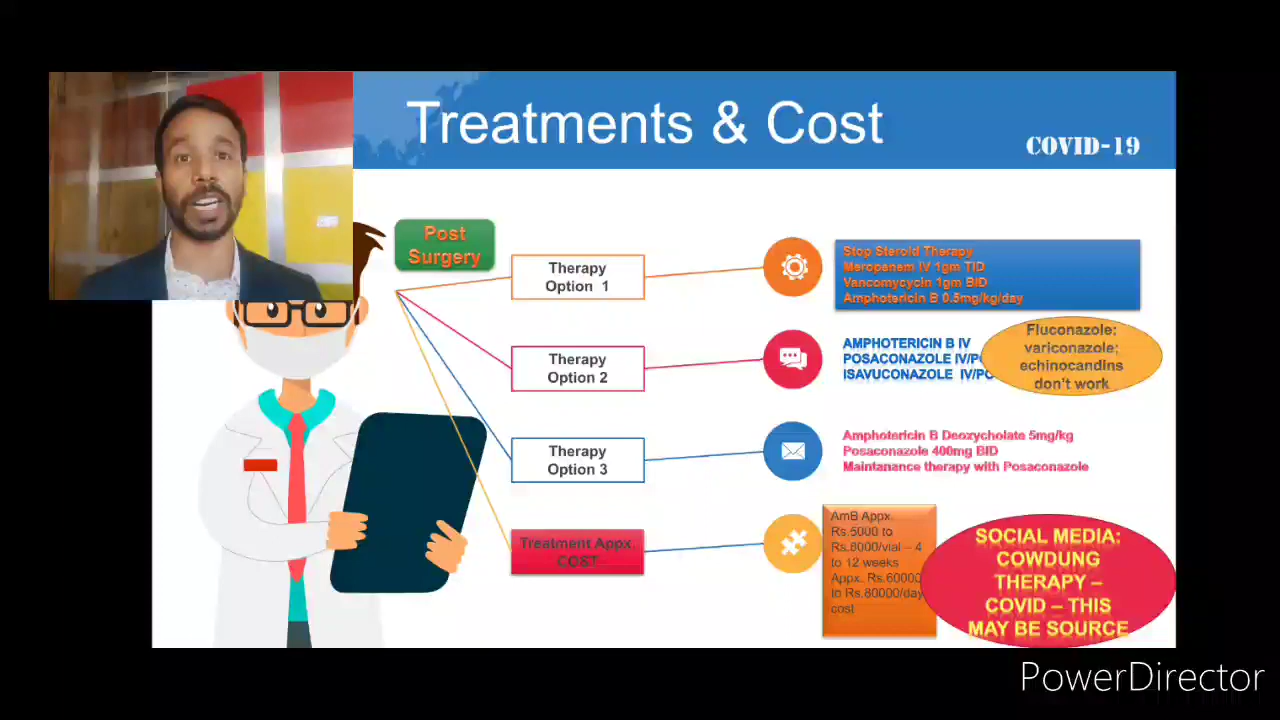 Treatments & Cost
COVID-19
Post
Surgery
Therapy
Option 1
Stop Steroid Therapy
Meropenem IV 1gm TID
Vancomycycin 1gm BID
Amphotericin B 0.5mg/kg/day
Therapy
Option 2
AMPHOTERICIN B IV
POSACONAZOLE IV/P
ISAVUCONAZOLE IV/PO
Fluconazole;
variconazole;
echinocandins
don't work
Therapy
Option 3
Amphotericin B Deoxycholate 5mg/kg
Posaconazole 400mg BID
Maintanance therapy with Posaconazole
Treatment Appx.
COST
AmB Appx.
Rs.5000 to
Rs.8000/vial – 4
to 12 weeks
Appx. Rs.60000
to Rs.80000/day
cost
SOCIAL MEDIA:
COWDUNG
THERAPY –
COVID – THIS
MAY BE SOURCE
PowerDirector